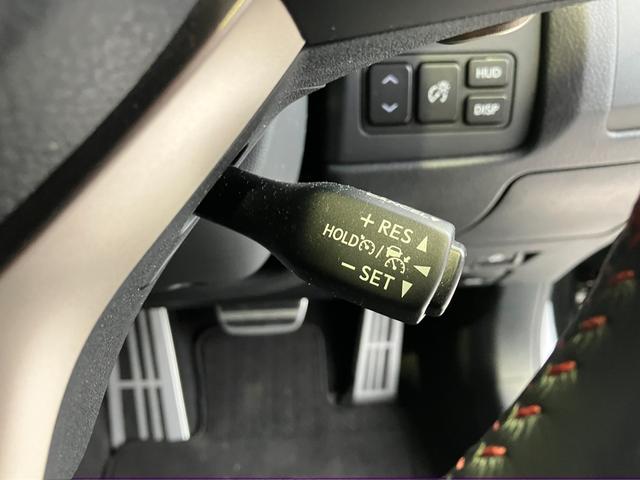 HUD
DISP
+ RES
HOLD /
− SET